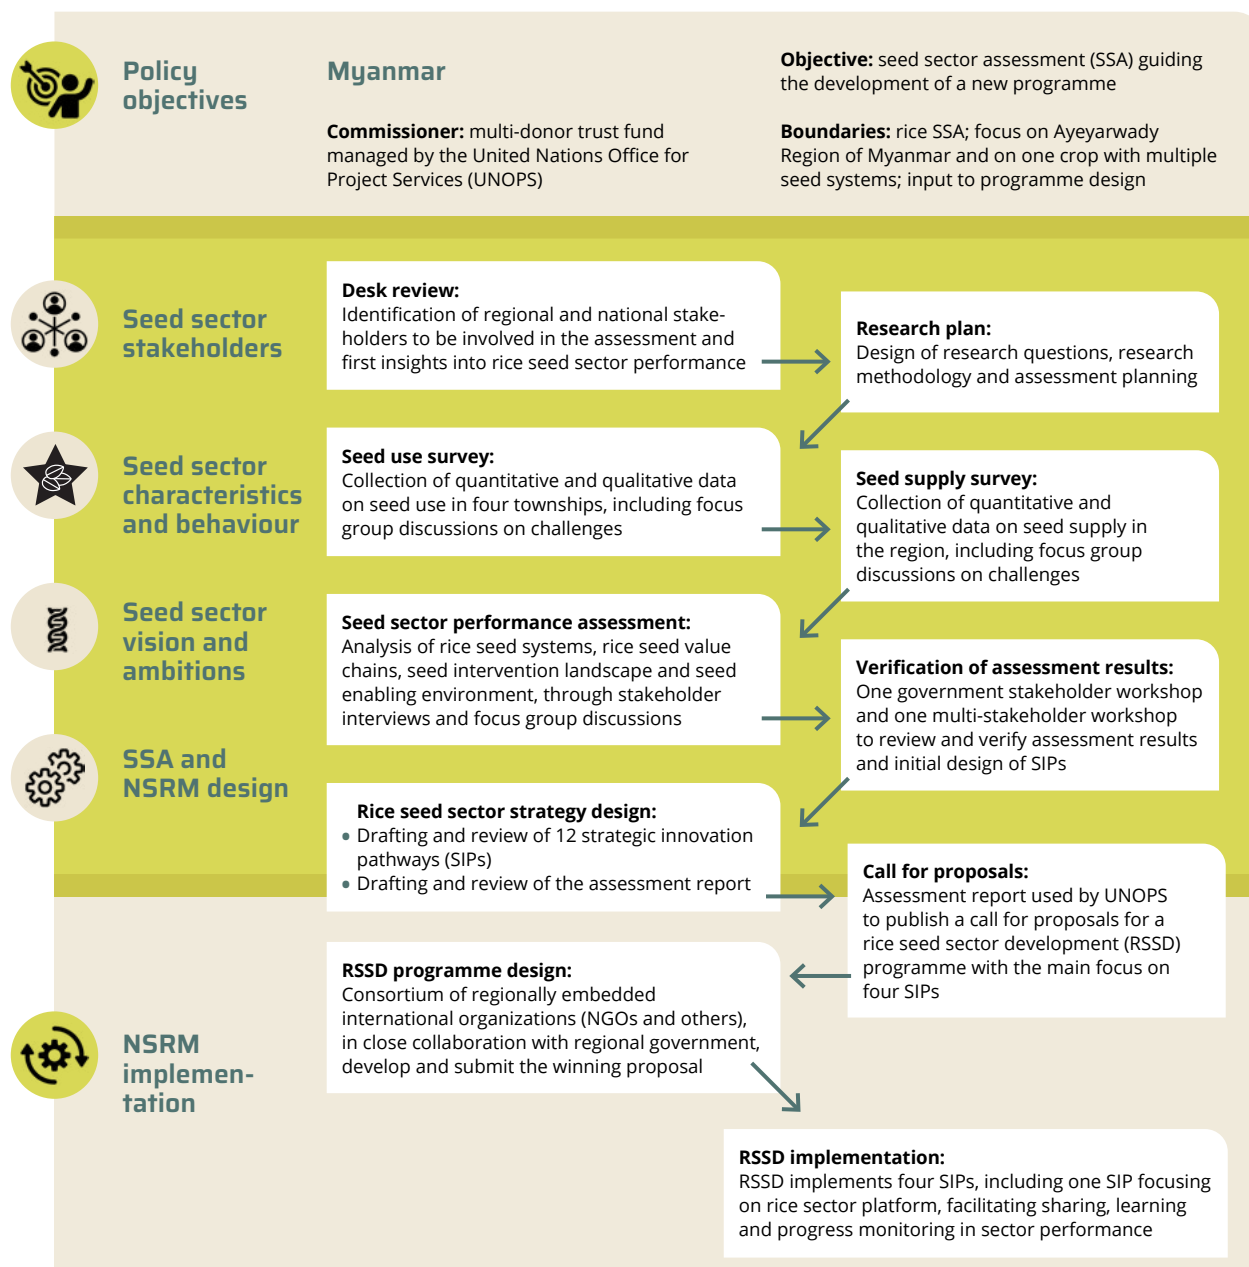 Policy
objectives
Myanmar
Commissioner: multi-donor trust fund
managed by the United Nations Office for
Project Services (UNOPS)
Objective: seed sector assessment (SSA) guiding
the development of a new programme
Boundaries: rice SSA; focus on Ayeyarwady
Region of Myanmar and on one crop with multiple
seed systems; input to programme design
Seed sector
stakeholders
Desk review:
Identification of regional and national stake-
holders to be involved in the assessment and
first insights into rice seed sector performance
Research plan:
Design of research questions, research
methodology and assessment planning
Seed sector
characteristics
and behaviour
Seed use survey:
Collection of quantitative and qualitative data
on seed use in four townships, including focus
group discussions on challenges
Seed supply survey:
Collection of quantitative and
qualitative data on seed supply in
the region, including focus group
discussions on challenges
Seed sector
vision and
ambitions
Seed sector performance assessment:
Analysis of rice seed systems, rice seed value
chains, seed intervention landscape and seed
enabling environment, through stakeholder
interviews and focus group discussions
Verification of assessment results:
One government stakeholder workshop
and one multi-stakeholder workshop
to review and verify assessment results
and initial design of SIPs
SSA and
NSRM design
Rice seed sector strategy design:
• Drafting and review of 12 strategic innovation
pathways (SIPs)
• Drafting and review of the assessment report
Call for proposals:
Assessment report used by UNOPS
to publish a call for proposals for a
rice seed sector development (RSSD)
programme with the main focus on
four SIPs
NSRM
implemen-
tation
RSSD programme design:
Consortium of regionally embedded
international organizations (NGOs and others),
in close collaboration with regional government,
develop and submit the winning proposal
RSSD implementation:
RSSD implements four SIPs, including one SIP focusing
on rice sector platform, facilitating sharing, learning
and progress monitoring in sector performance